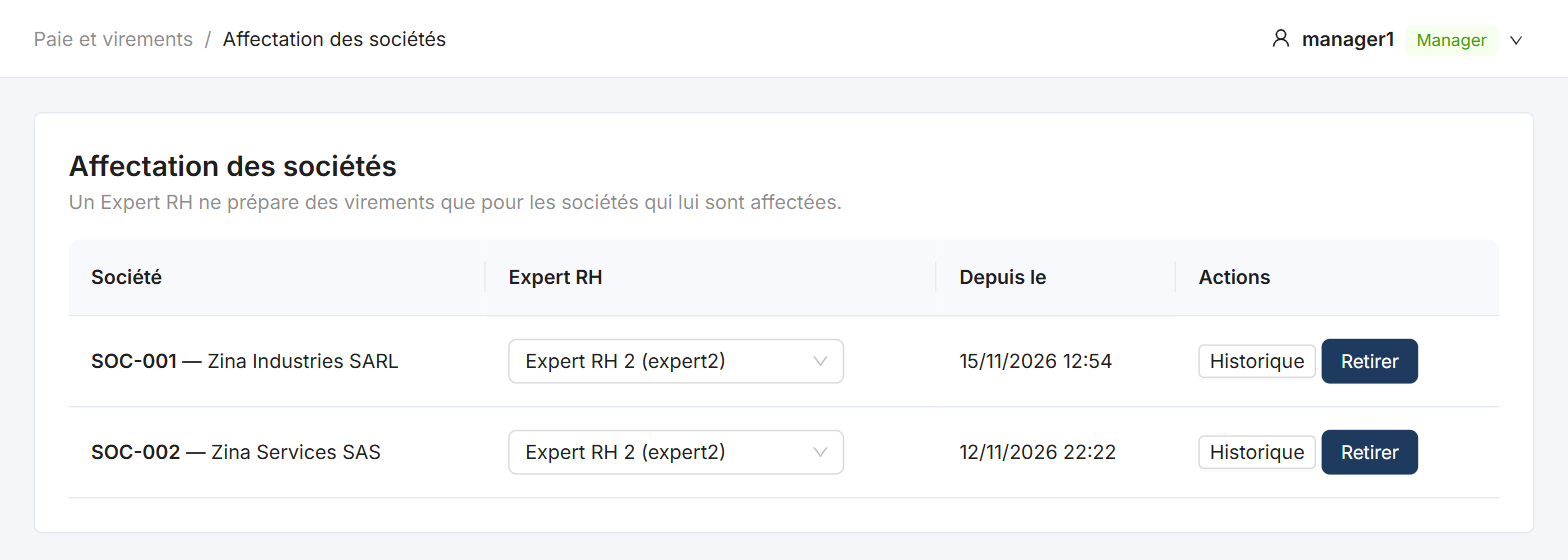 Paie et virements / Affectation des sociétés
manager1 Manager
Affectation des sociétés
Un Expert RH ne prépare des virements que pour les sociétés qui lui sont affectées.
Société Expert RH Depuis le Actions
SOC-001 — Zina Industries SARL Expert RH 2 (expert2) 15/11/2026 12:54 Historique Retirer
SOC-002 — Zina Services SAS Expert RH 2 (expert2) 12/11/2026 22:22 Historique Retirer